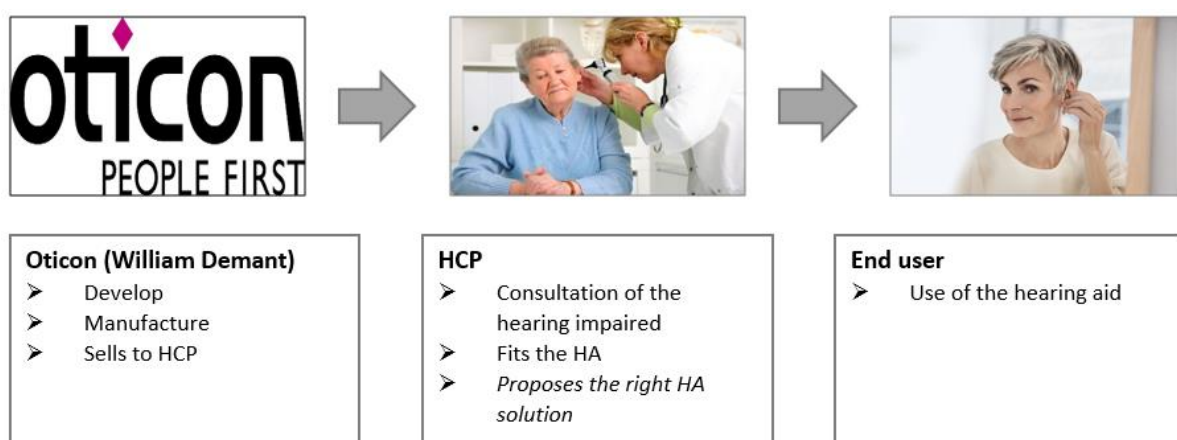 oticon
PEOPLE FIRST
Oticon (William Demant)
➢ Develop
➢ Manufacture
➢ Sells to HCP
HCP
➢ Consultation of the
hearing impaired
➢ Fits the HA
➢ Proposes the right HA
solution
End user
➢ Use of the hearing aid